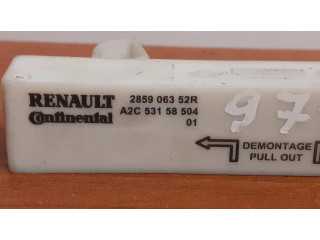 RENAULT 2859 063 52R
Continental A2C 531 58 504
01
97
DEMONTAGE
PULL OUT